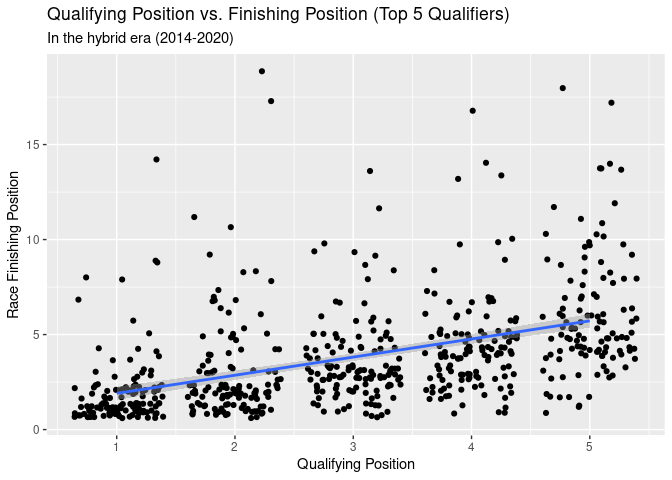 Qualifying Position vs. Finishing Position (Top 5 Qualifiers)
In the hybrid era (2014-2020)
Race Finishing Position
15
10
5
0
1 2 3 4 5
Qualifying Position